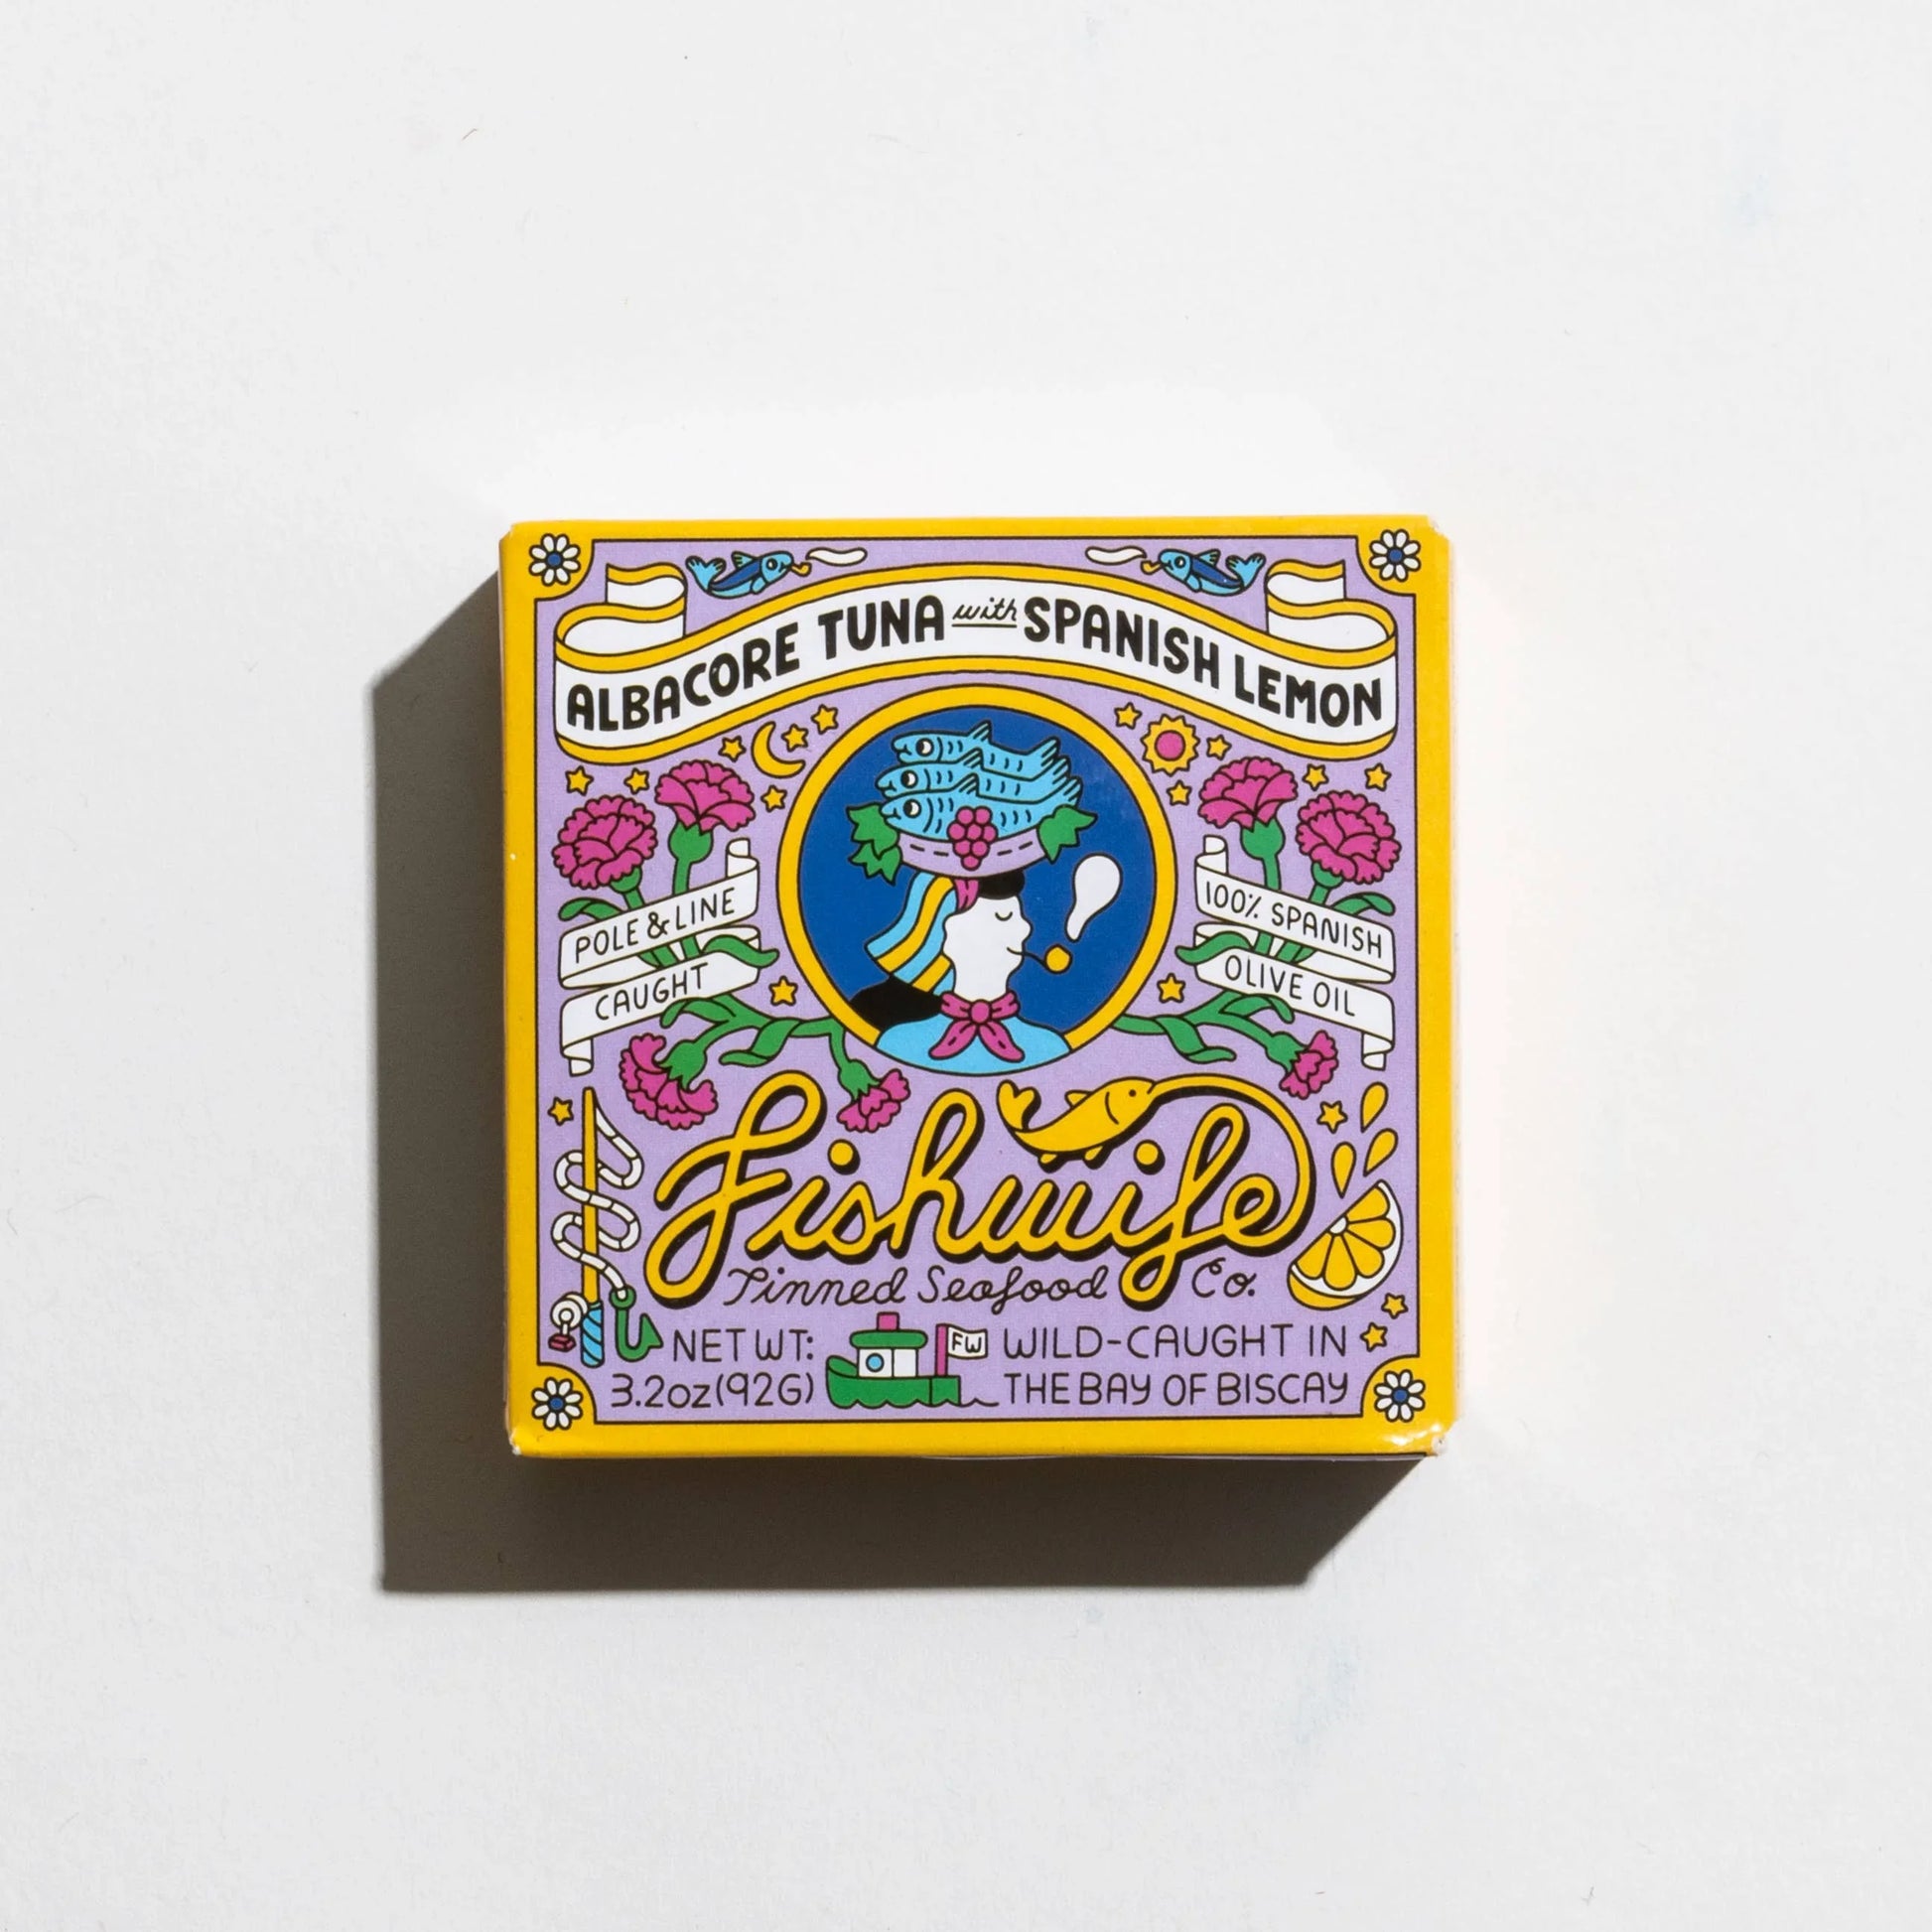 ALBACORE TUNA with SPANISH LEMON
POLE & LINE
CAUGHT
100% SPANISH
OLIVE OIL
Fishwife
Tinned Seafood Co.
NET WT:
3.2oz(92G)
FW
WILD-CAUGHT IN
THE BAY OF BISCAY